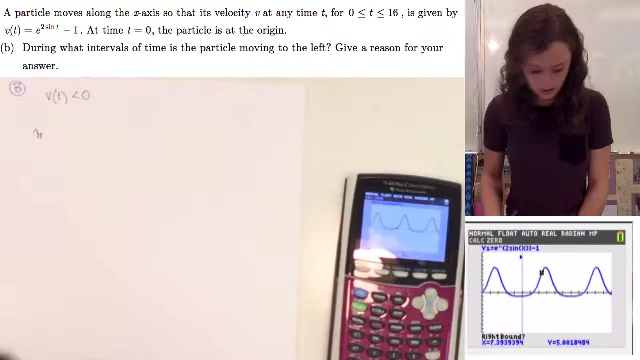 A particle moves along the x-axis so that its velocity v at any time t, for 0 ≤ t ≤ 16, is given by
v(t) = e^{2 sin t} − 1. At time t = 0, the particle is at the origin.
(b) During what intervals of time is the particle moving to the left? Give a reason for your
answer.
B
v(t) < 0
NORMAL FLOAT AUTO REAL RADIAN MP
CALC ZERO
Y1=e^(2sin(X))-1
RightBound?
X=7.3939394 Y=5.0018484